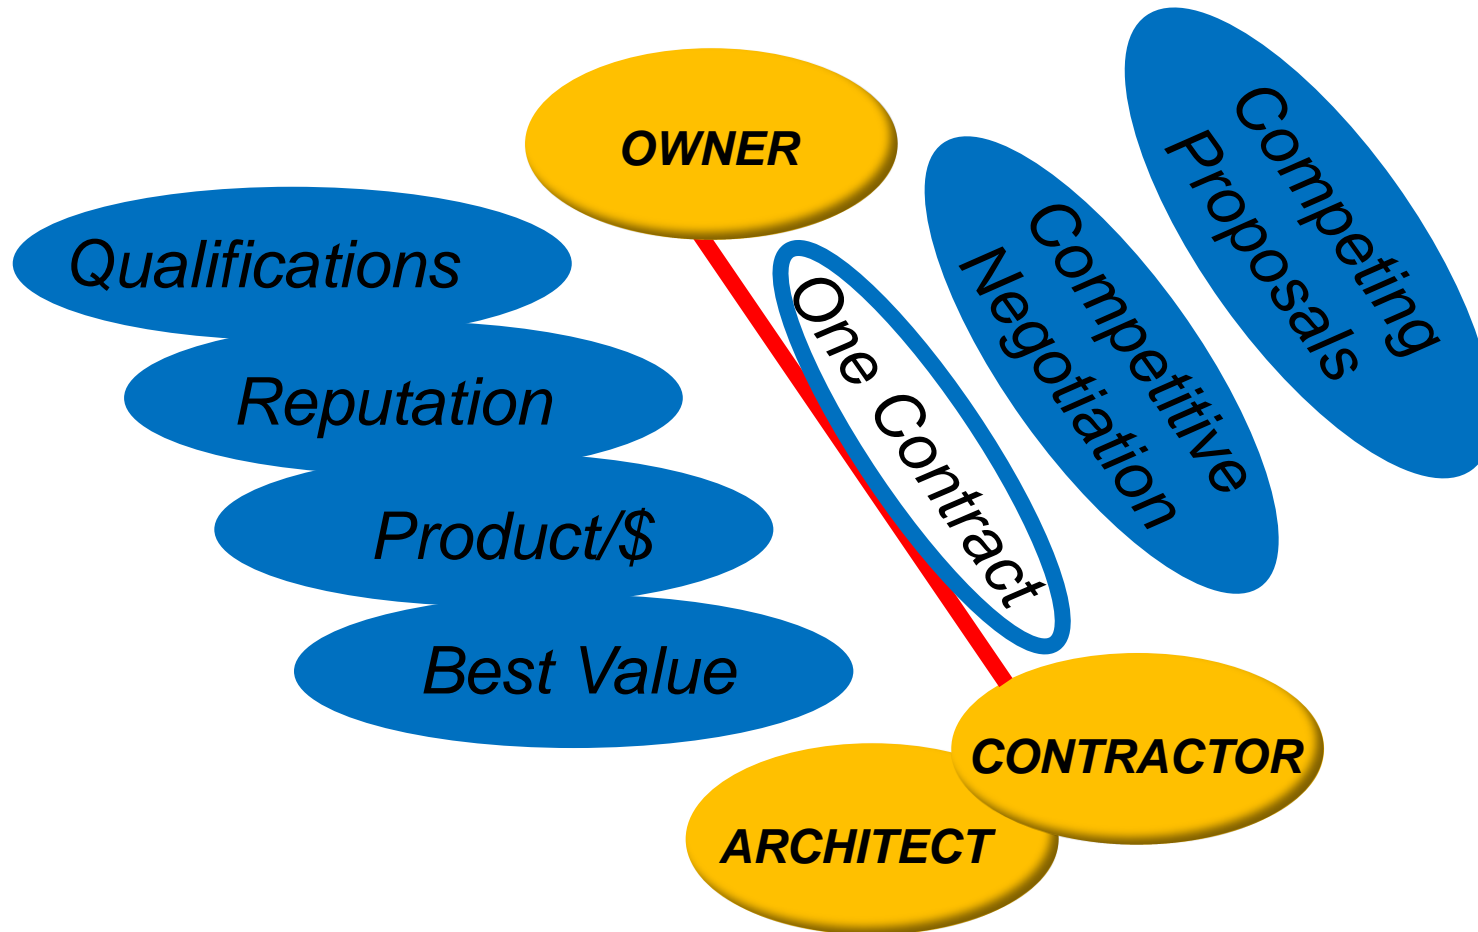 OWNER
Qualifications
Reputation
Product/$
Best Value
One Contract
Competitive
Negotiation
Competing
Proposals
CONTRACTOR
ARCHITECT